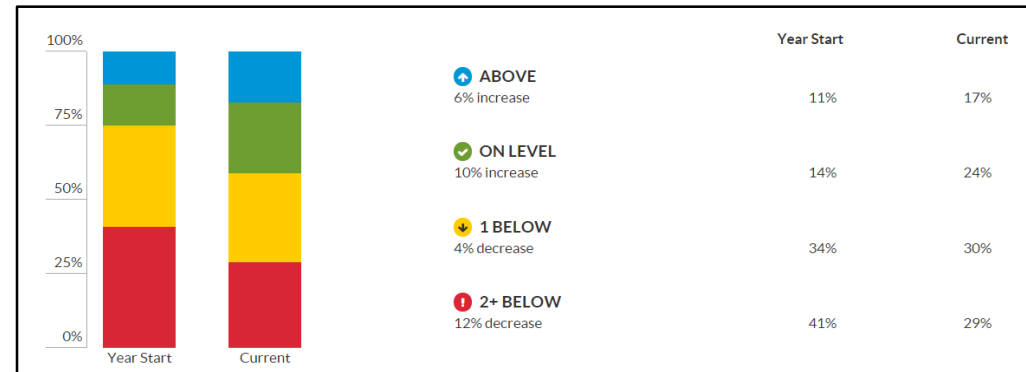 100%
75%
50%
25%
0%
Year Start Current
Year Start Current
ABOVE
6% increase 11% 17%
ON LEVEL
10% increase 14% 24%
1 BELOW
4% decrease 34% 30%
2+ BELOW
12% decrease 41% 29%